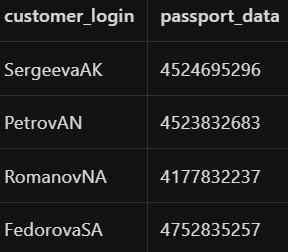 customer_login passport_data
SergeevaAK 4524695296
PetrovAN 4523832683
RomanovNA 4177832237
FedorovaSA 4752835257